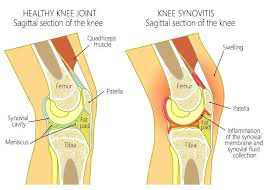 HEALTHY KNEE JOINT
Sagittal section of the knee
Quadriceps
muscle
Femur
Patella
Synovial
cavity
Fat
pad
Meniscus
Tibia
KNEE SYNOVITIS
Sagittal section of the knee
Swelling
Femur
Patella
Fat
pad
Inflammation
of the synovial
membrane and
synovial fluid
collection
Tibia